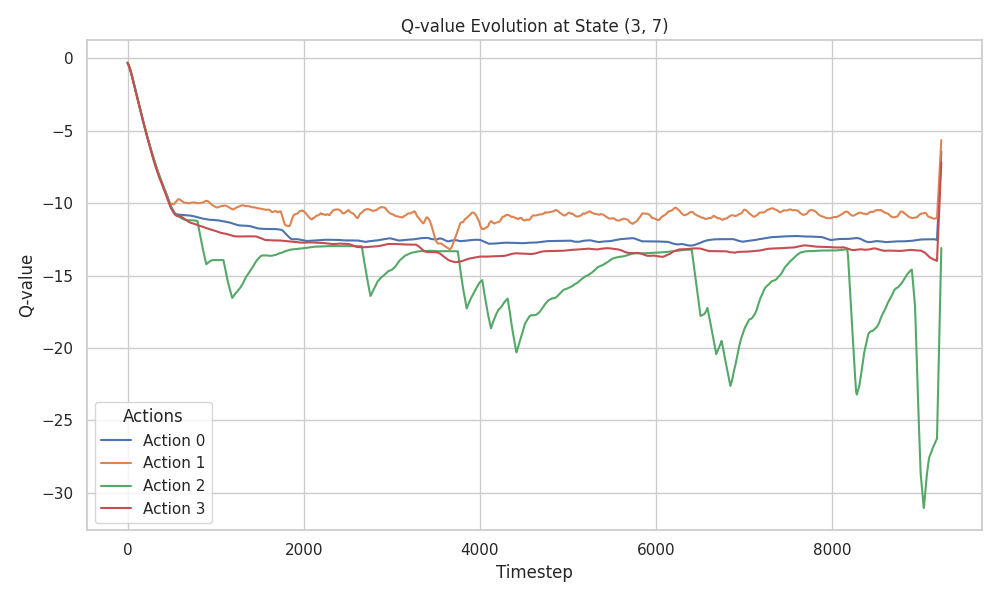 Q-value Evolution at State (3, 7)
Q-value
0
−5
−10
−15
−20
−25
−30
Actions
Action 0
Action 1
Action 2
Action 3
0 2000 4000 6000 8000
Timestep